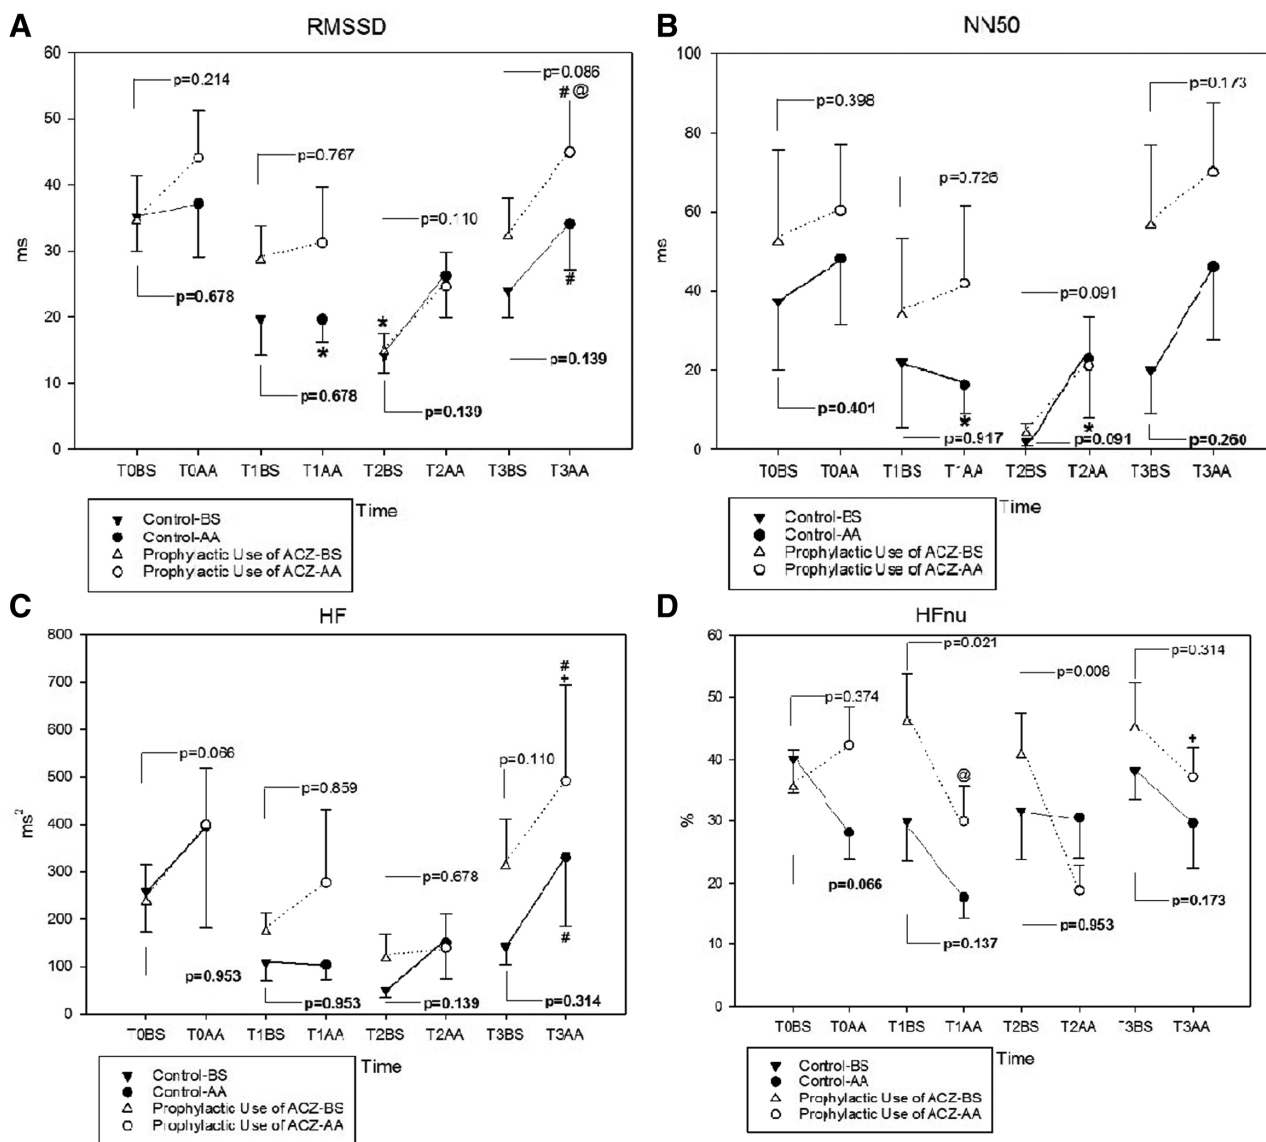 A
RMSSD
60
50
40
30
20
10
0
ms
p=0.214
p=0.086
# @
p=0.767
p=0.110
p=0.678
*
*
#
p=0.139
p=0.678
p=0.139
T0BS T0AA T1BS T1AA T2BS T2AA T3BS T3AA
Time
Control-BS
Control-AA
Prophylactic Use of ACZ-BS
Prophylactic Use of ACZ-AA
B
NN50
100
80
60
40
20
0
ms
p=0.398
p=0.173
p=0.726
p=0.091
p=0.401
*
*
p=0.917
p=0.091
p=0.260
T0BS T0AA T1BS T1AA T2BS T2AA T3BS T3AA
Time
Control-BS
Control-AA
Prophylactic Use of ACZ-BS
Prophylactic Use of ACZ-AA
C
HF
800
700
600
500
400
300
200
100
0
ms²
#
+
p=0.066
p=0.110
p=0.859
p=0.678
#
p=0.953
p=0.953
p=0.139
p=0.314
T0BS T0AA T1BS T1AA T2BS T2AA T3BS T3AA
Time
Control-BS
Control-AA
Prophylactic Use of ACZ-BS
Prophylactic Use of ACZ-AA
D
HFnu
60
50
40
30
20
10
0
%
p=0.021
p=0.314
p=0.008
p=0.374
+
@
p=0.066
p=0.173
p=0.953
p=0.137
T0BS T0AA T1BS T1AA T2BS T2AA T3BS T3AA
Time
Control-BS
Control-AA
Prophylactic Use of ACZ-BS
Prophylactic Use of ACZ-AA